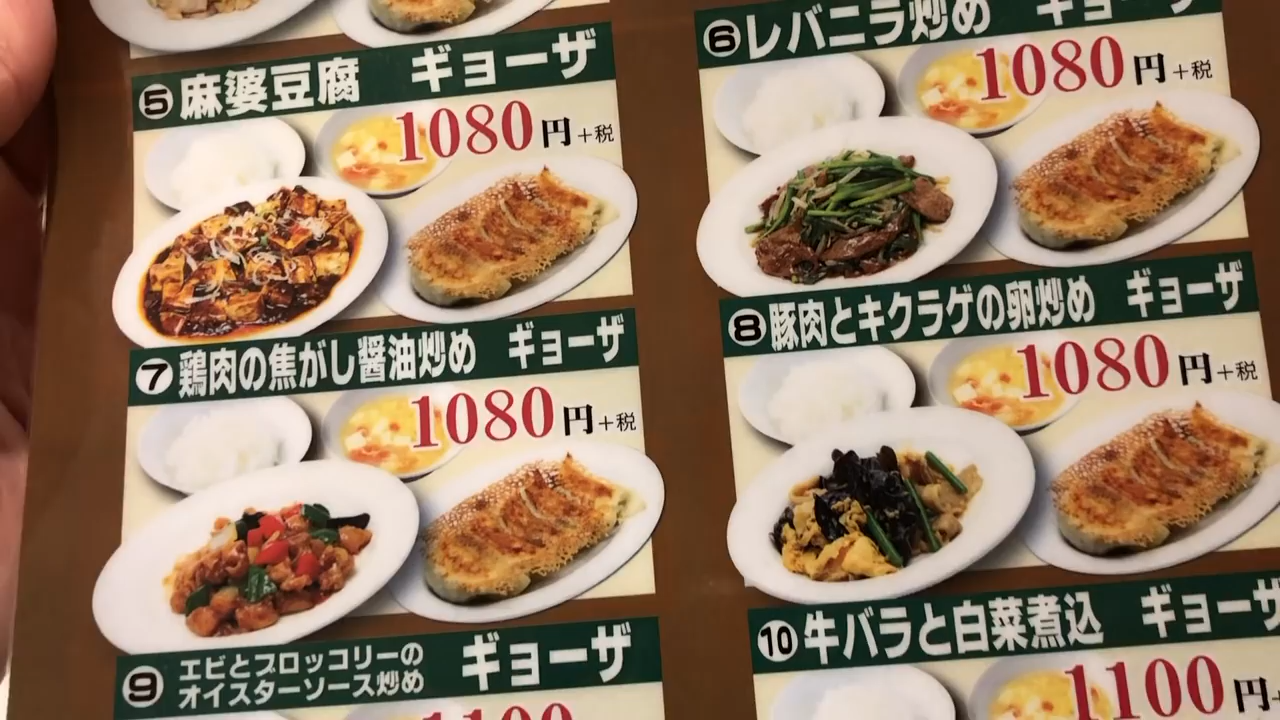 ⑤麻婆豆腐 ギョーザ
1080円+税
⑥レバニラ炒め ギョーザ
1080円+税
⑦鶏肉の焦がし醤油炒め ギョーザ
1080円+税
⑧豚肉とキクラゲの卵炒め ギョーザ
1080円+税
⑨エビとブロッコリーの
オイスターソース炒め ギョーザ
1100
⑩牛バラと白菜煮込 ギョーザ
1100円+